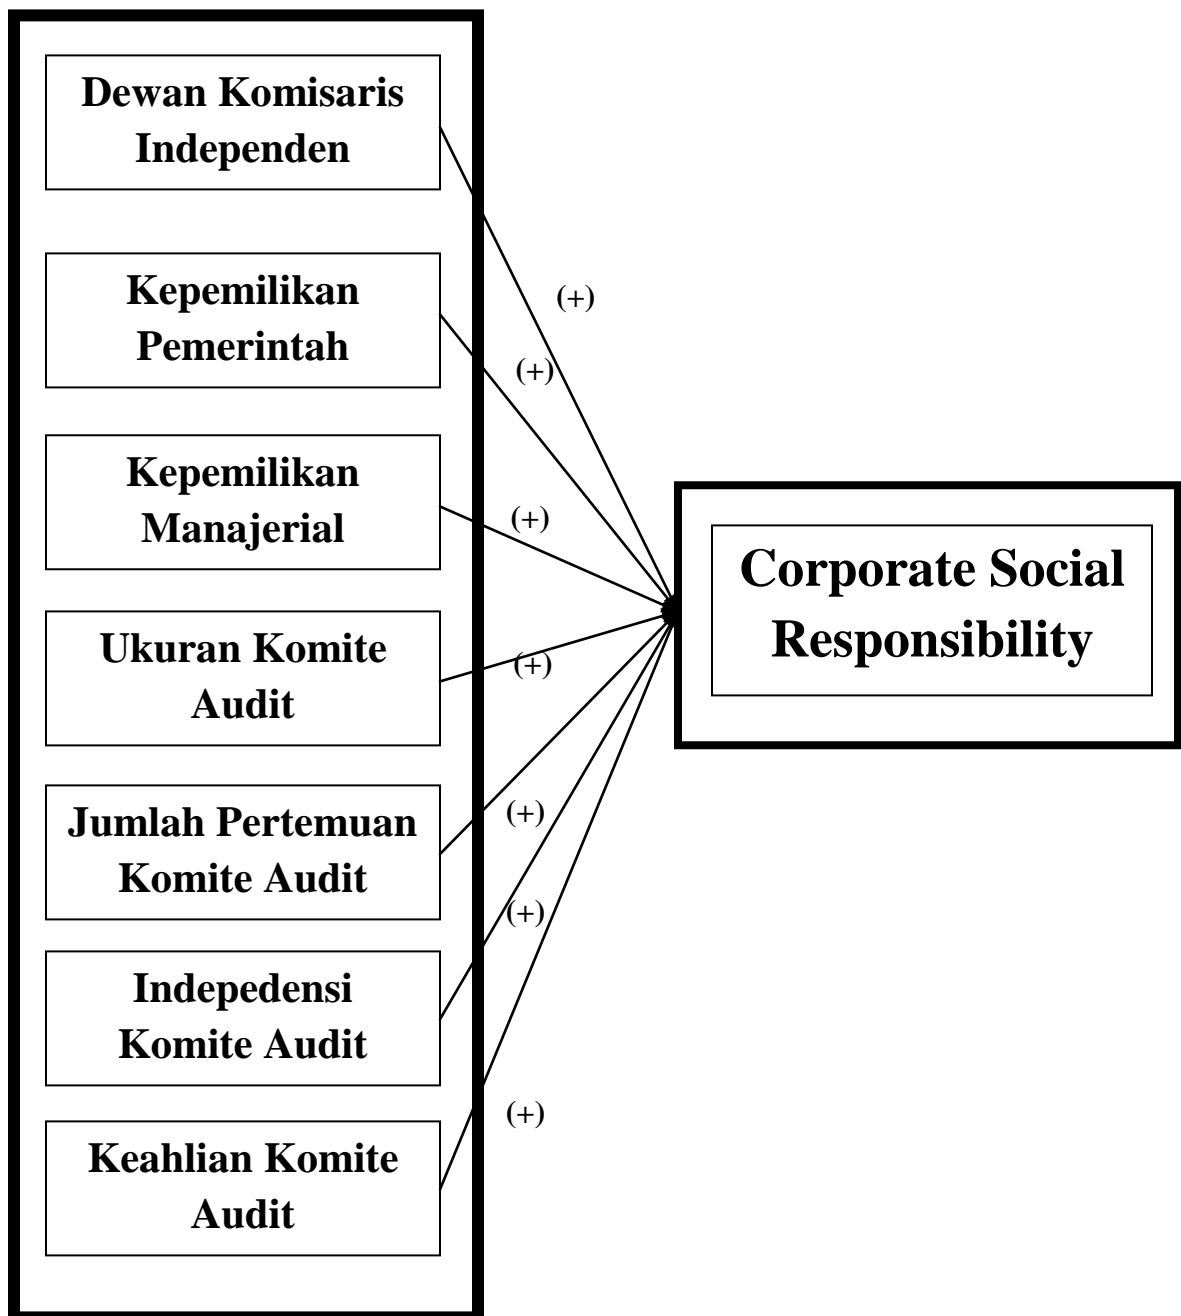 Dewan Komisaris
Independen
(+)
Kepemilikan
Pemerintah
(+)
Kepemilikan
Manajerial
(+)
Ukuran Komite
Audit
(+)
Jumlah Pertemuan
Komite Audit
(+)
Indepedensi
Komite Audit
(+)
Keahlian Komite
Audit
(+)
Corporate Social
Responsibility